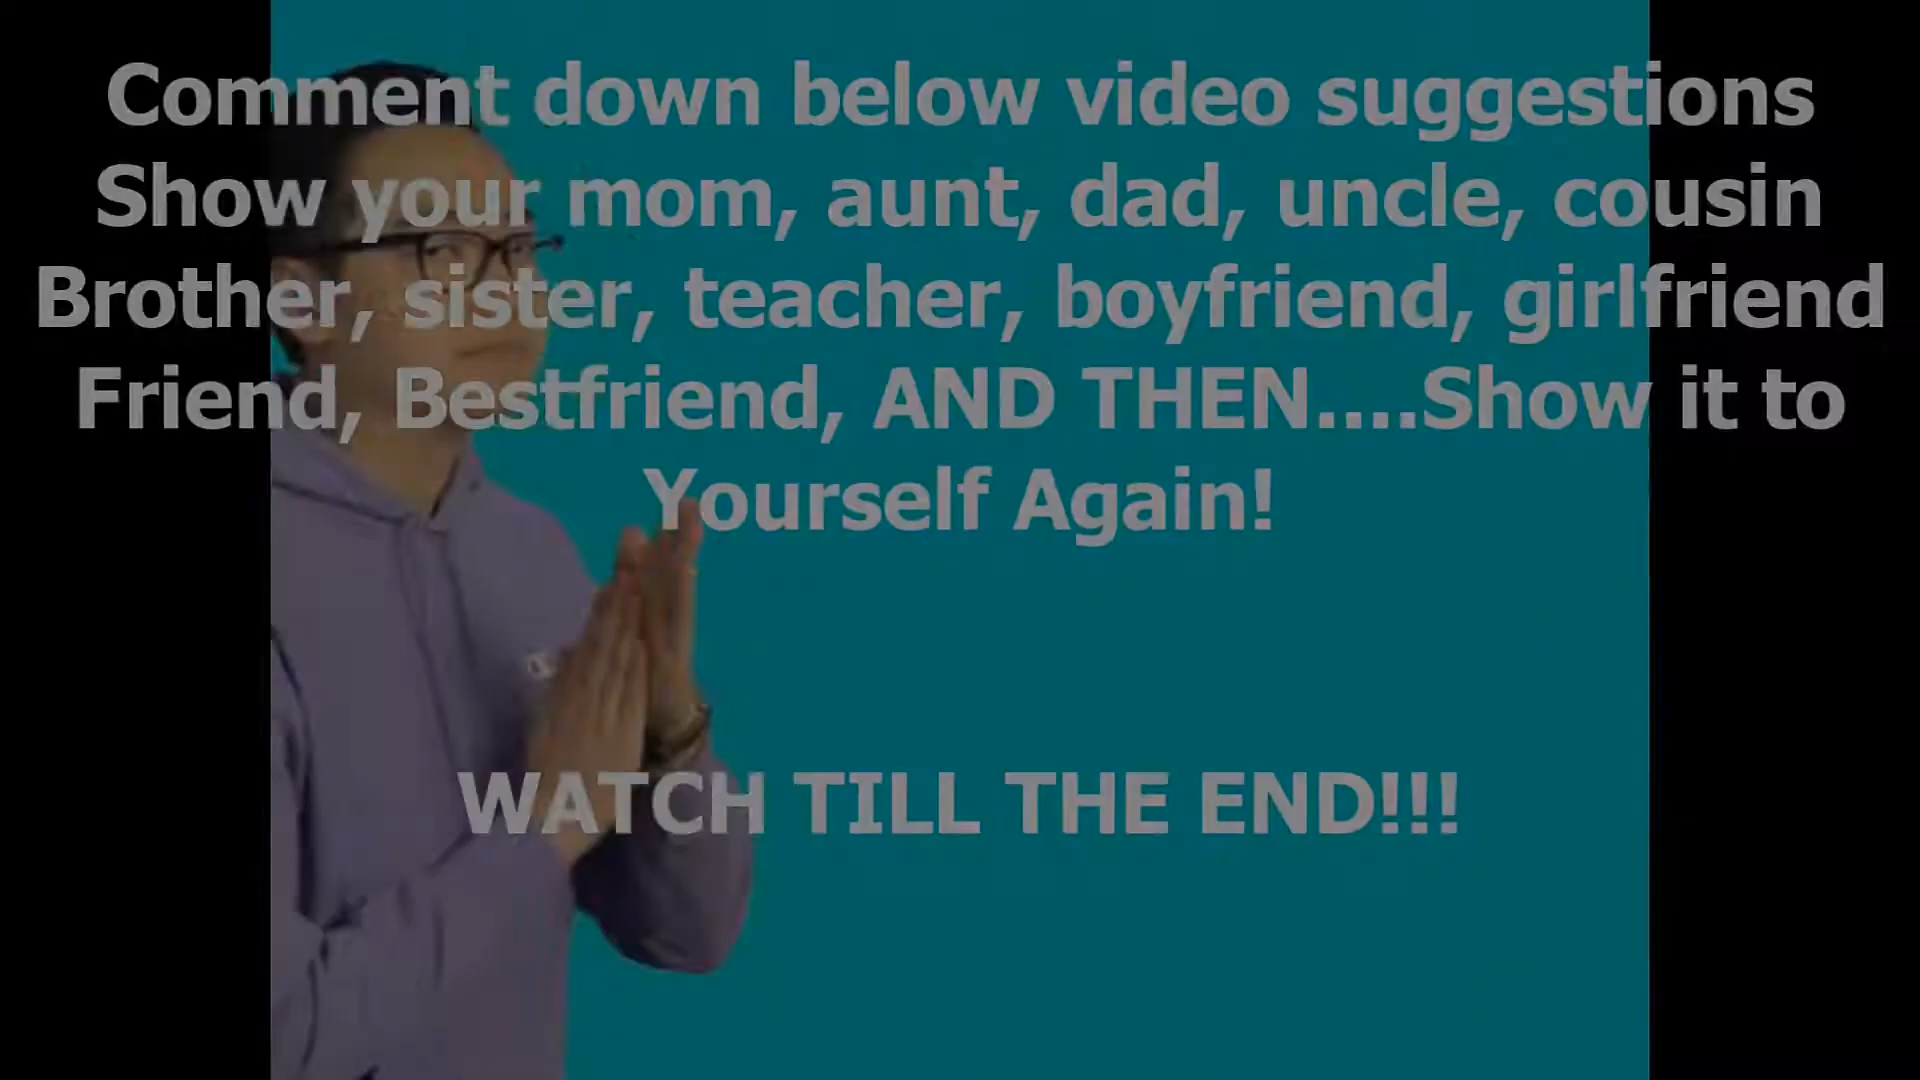 Comment down below video suggestions
Show your mom, aunt, dad, uncle, cousin
Brother, sister, teacher, boyfriend, girlfriend
Friend, Bestfriend, AND THEN....Show it to
Yourself Again!
WATCH TILL THE END!!!